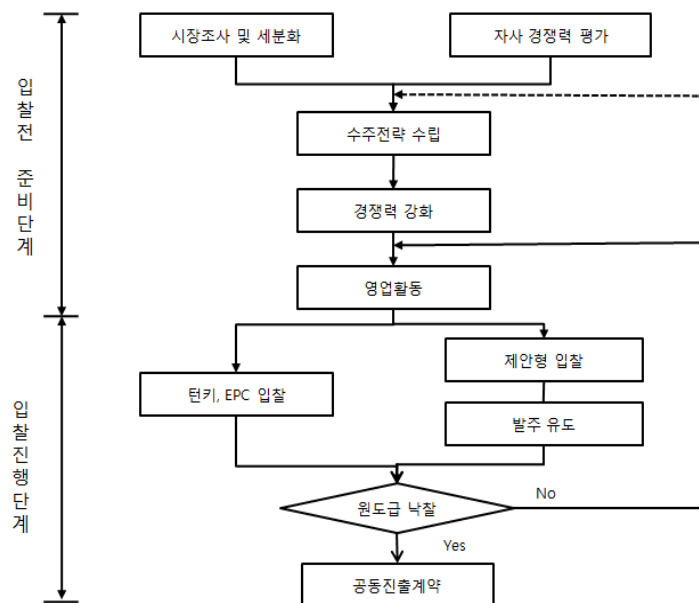 시장조사 및 세분화
자사 경쟁력 평가
입찰전 준비단계
수주전략 수립
경쟁력 강화
영업활동
제안형 입찰
턴키, EPC 입찰
발주 유도
입찰진행단계
원도급 낙찰
No
Yes
공동진출계약